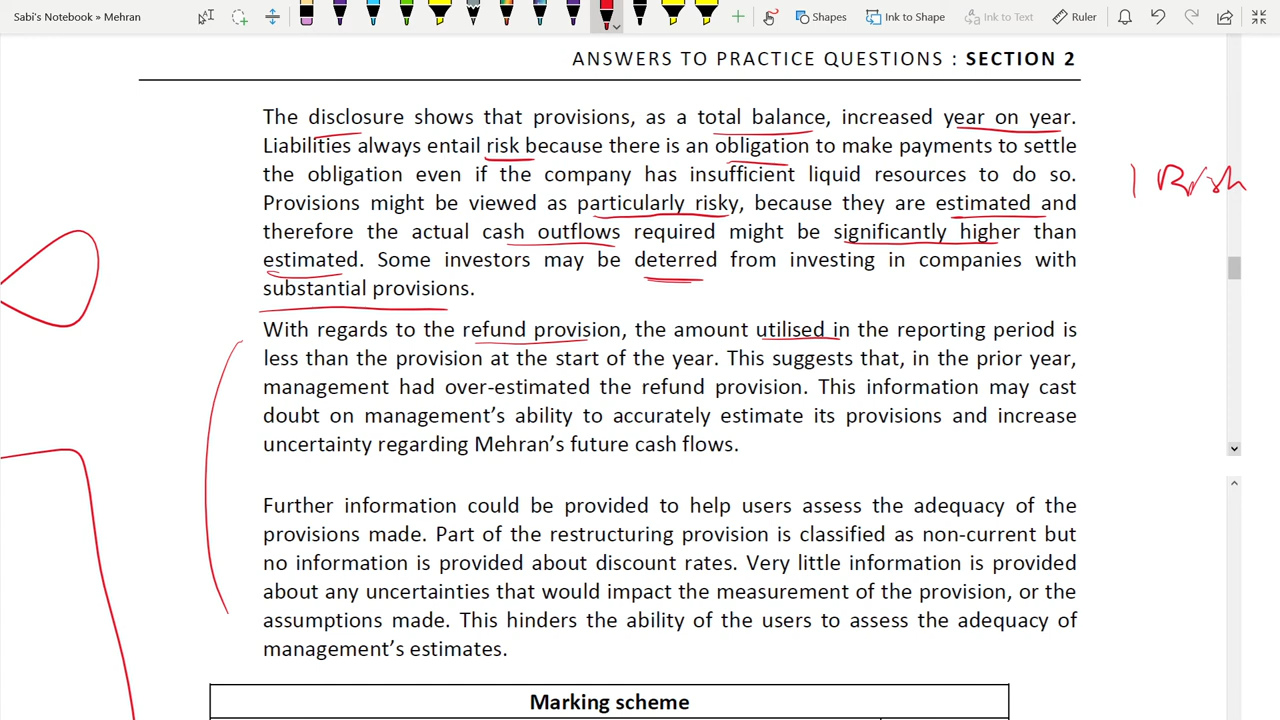 Sabi's Notebook » Mehran
Shapes
Ink to Shape
Ink to Text
Ruler
ANSWERS TO PRACTICE QUESTIONS : SECTION 2
The disclosure shows that provisions, as a total balance, increased year on year.
Liabilities always entail risk because there is an obligation to make payments to settle
the obligation even if the company has insufficient liquid resources to do so.
Provisions might be viewed as particularly risky, because they are estimated and
therefore the actual cash outflows required might be significantly higher than
estimated. Some investors may be deterred from investing in companies with
substantial provisions.
1 Risk
With regards to the refund provision, the amount utilised in the reporting period is
less than the provision at the start of the year. This suggests that, in the prior year,
management had over-estimated the refund provision. This information may cast
doubt on management’s ability to accurately estimate its provisions and increase
uncertainty regarding Mehran’s future cash flows.
Further information could be provided to help users assess the adequacy of the
provisions made. Part of the restructuring provision is classified as non-current but
no information is provided about discount rates. Very little information is provided
about any uncertainties that would impact the measurement of the provision, or the
assumptions made. This hinders the ability of the users to assess the adequacy of
management’s estimates.
Marking scheme